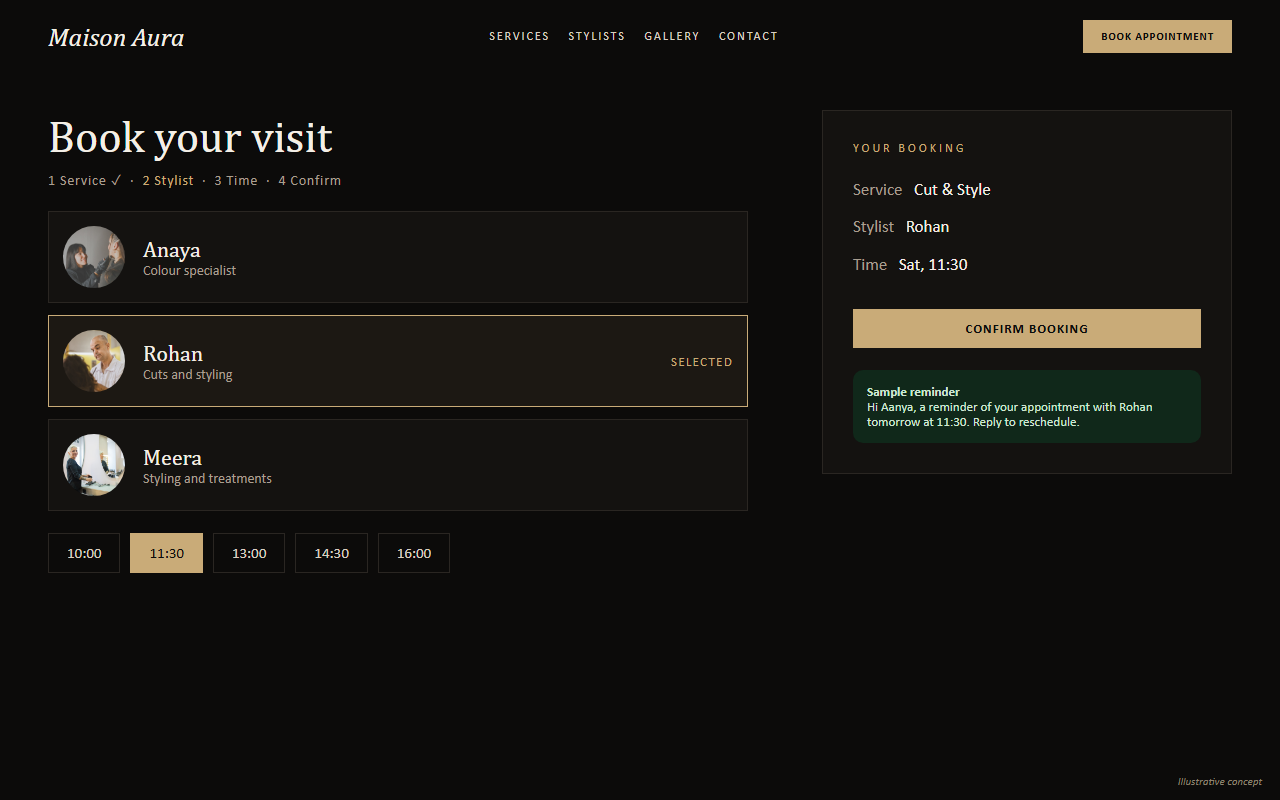 Maison Aura
SERVICES STYLISTS GALLERY CONTACT
BOOK APPOINTMENT
Book your visit
1 Service ✓ · 2 Stylist · 3 Time · 4 Confirm
Anaya
Colour specialist
Rohan
Cuts and styling
SELECTED
Meera
Styling and treatments
10:00 11:30 13:00 14:30 16:00
YOUR BOOKING
Service Cut & Style
Stylist Rohan
Time Sat, 11:30
CONFIRM BOOKING
Sample reminder
Hi Aanya, a reminder of your appointment with Rohan
tomorrow at 11:30. Reply to reschedule.
Illustrative concept